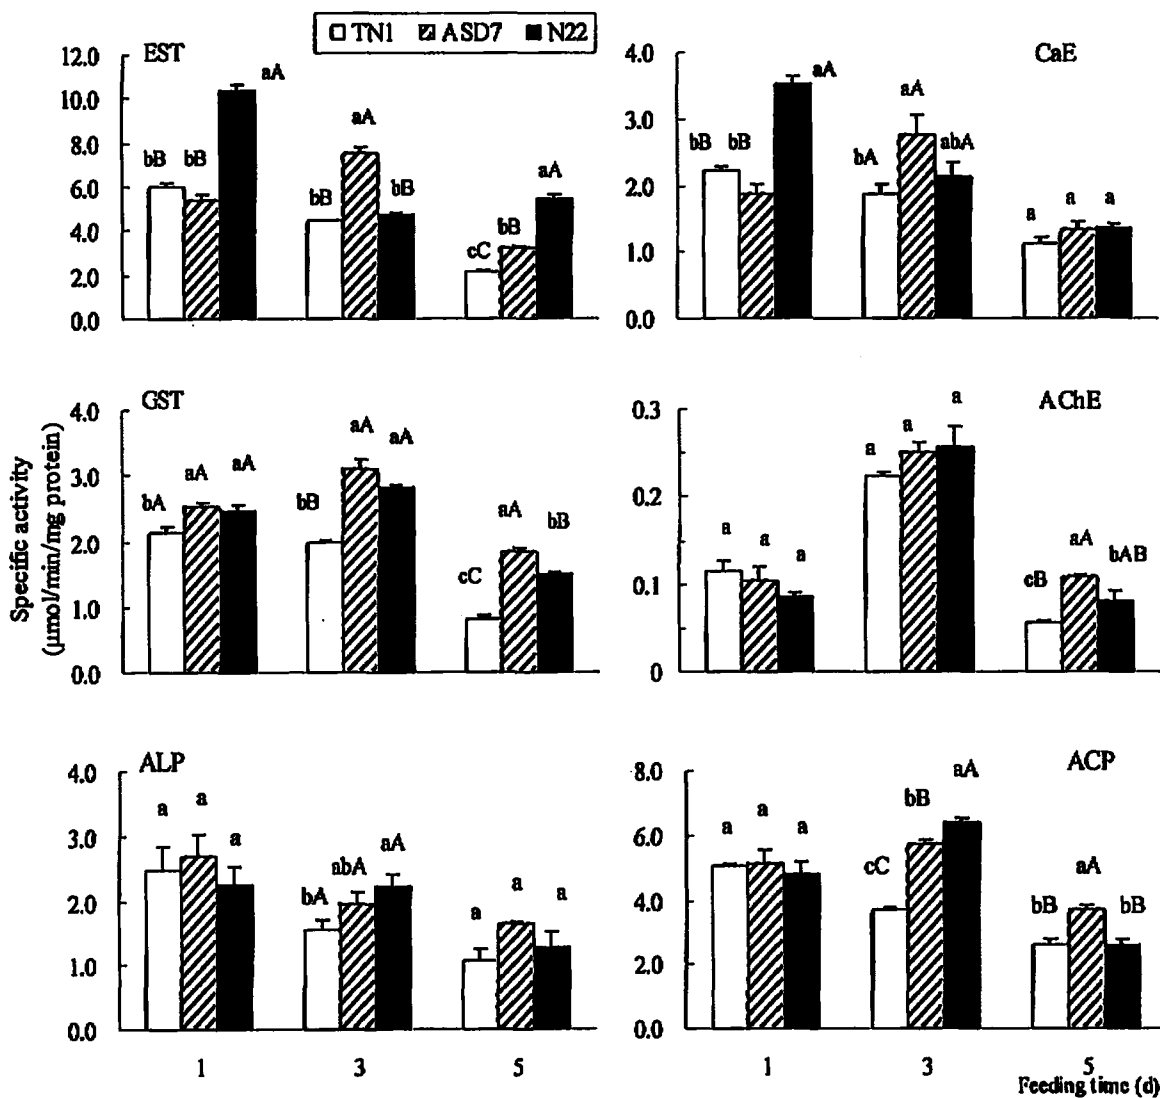 □ TN1 ▨ ASD7 ■ N22
EST
12.0
10.0
8.0
6.0
4.0
2.0
0.0
bB bB aA
bB aA bB
cC bB aA
CaE
4.0
3.0
2.0
1.0
0.0
bB bB aA
bA aA abA
a a a
Specific activity
(μmol/min/mg protein)
GST
4.0
3.0
2.0
1.0
0.0
bA aA aA
bB aA aA
cC aA bB
AChE
0.3
0.2
0.1
0
a a a
a a a
cB aA bAB
ALP
4.0
3.0
2.0
1.0
0.0
a a a
bA abA aA
a a a
1 3 5
ACP
8.0
6.0
4.0
2.0
0.0
a a a
cC bB aA
bB aA bB
1 3 5
Feeding time (d)